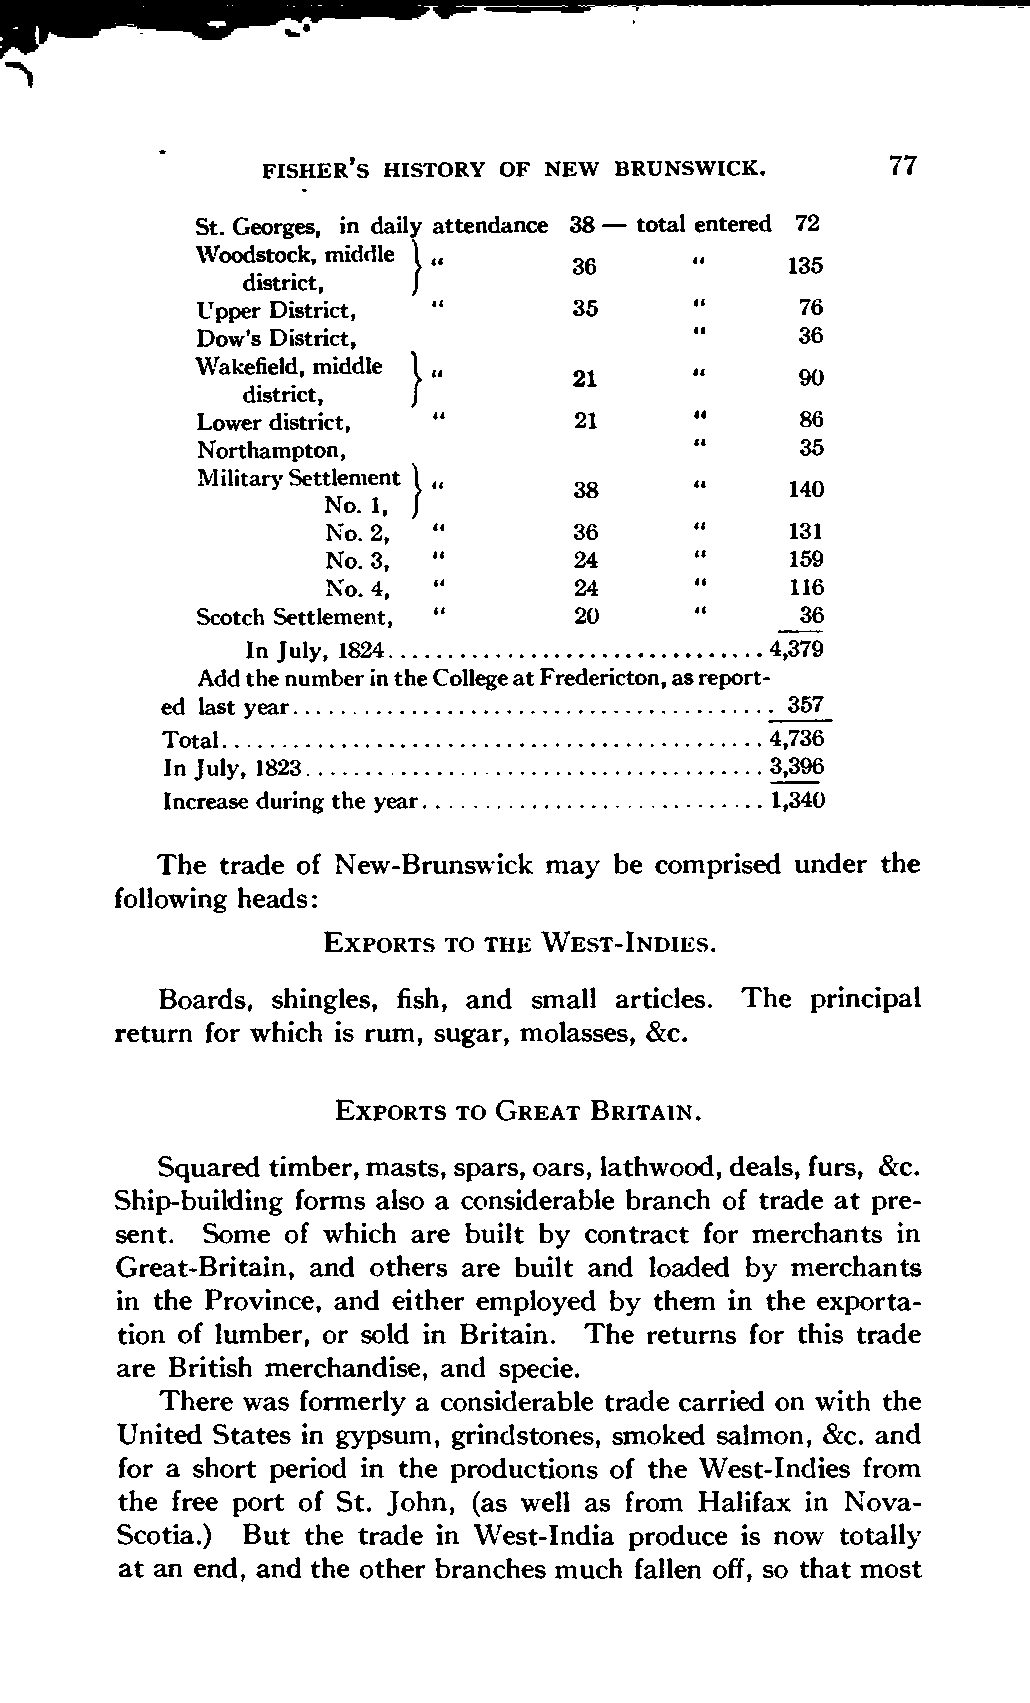 FISHER'S HISTORY OF NEW BRUNSWICK. 77
St. Georges, in daily attendance 38 — total entered 72
Woodstock, middle } " 36 " 135
district,
Upper District, " 35 " 76
Dow's District, " 36
Wakefield, middle } " 21 " 90
district,
Lower district, " 21 " 86
Northampton, " 35
Military Settlement } " 38 " 140
No. 1,
No. 2, " 36 " 131
No. 3, " 24 " 159
No. 4, " 24 " 116
Scotch Settlement, " 20 " 36
In July, 1824................................4,379
Add the number in the College at Fredericton, as report-
ed last year......................................... 357
Total..............................................4,736
In July, 1823.......................................3,396
Increase during the year.............................1,340
The trade of New-Brunswick may be comprised under the
following heads:
EXPORTS TO THE WEST-INDIES.
Boards, shingles, fish, and small articles. The principal
return for which is rum, sugar, molasses, &c.
EXPORTS TO GREAT BRITAIN.
Squared timber, masts, spars, oars, lathwood, deals, furs, &c.
Ship-building forms also a considerable branch of trade at pre-
sent. Some of which are built by contract for merchants in
Great-Britain, and others are built and loaded by merchants
in the Province, and either employed by them in the exporta-
tion of lumber, or sold in Britain. The returns for this trade
are British merchandise, and specie.
There was formerly a considerable trade carried on with the
United States in gypsum, grindstones, smoked salmon, &c. and
for a short period in the productions of the West-Indies from
the free port of St. John, (as well as from Halifax in Nova-
Scotia.) But the trade in West-India produce is now totally
at an end, and the other branches much fallen off, so that most